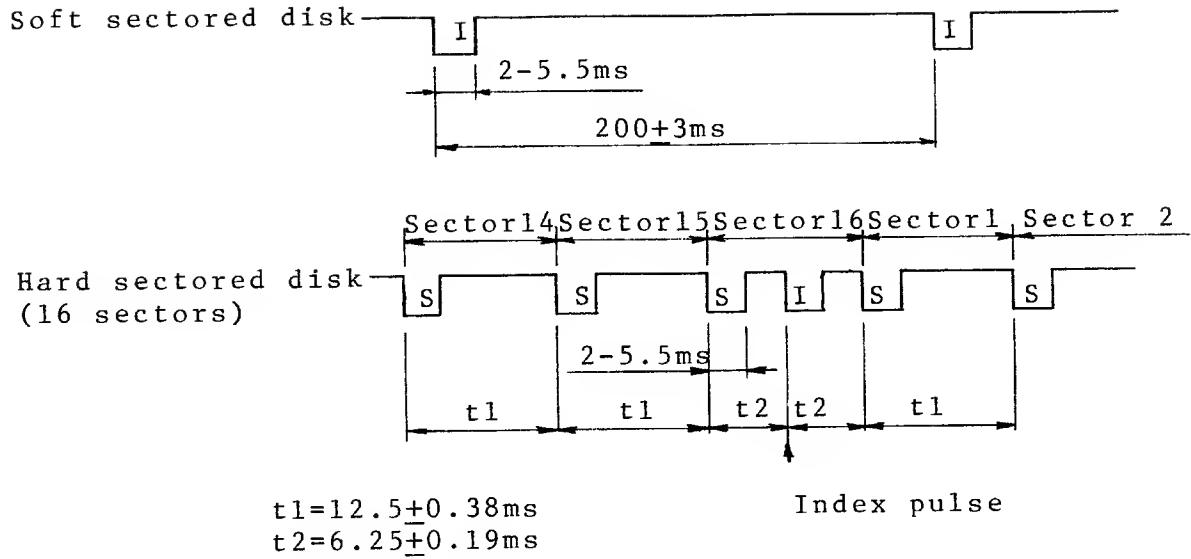 Soft sectored disk
I
I
2-5.5ms
200±3ms
Sector14 Sector15 Sector16 Sector1 Sector 2
Hard sectored disk
(16 sectors)
S S S I S S
2-5.5ms
t1 t1 t2 t2 t1
t1=12.5±0.38ms
t2=6.25±0.19ms
Index pulse